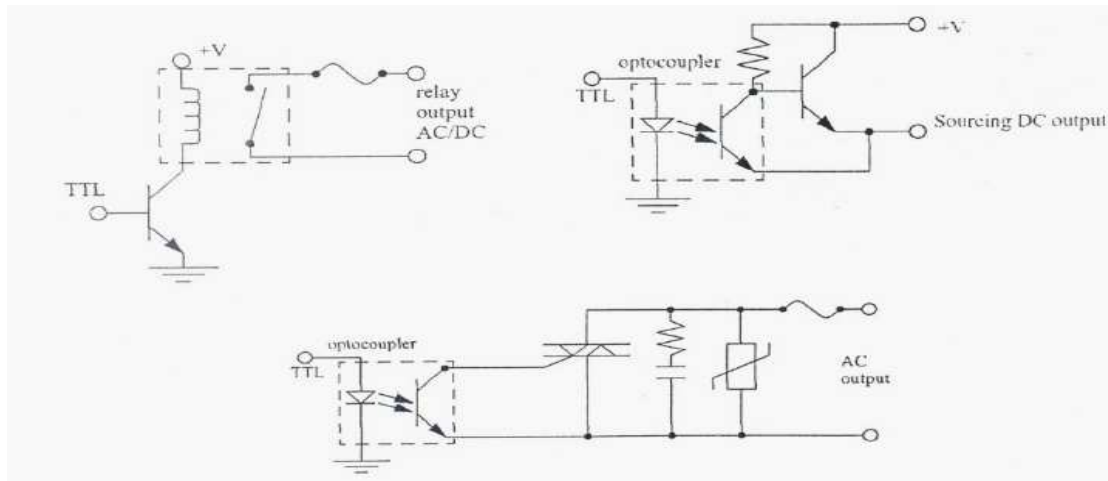 +V
relay
output
AC/DC
TTL
optocoupler
TTL
+V
Sourcing DC output
optocoupler
TTL
AC
output